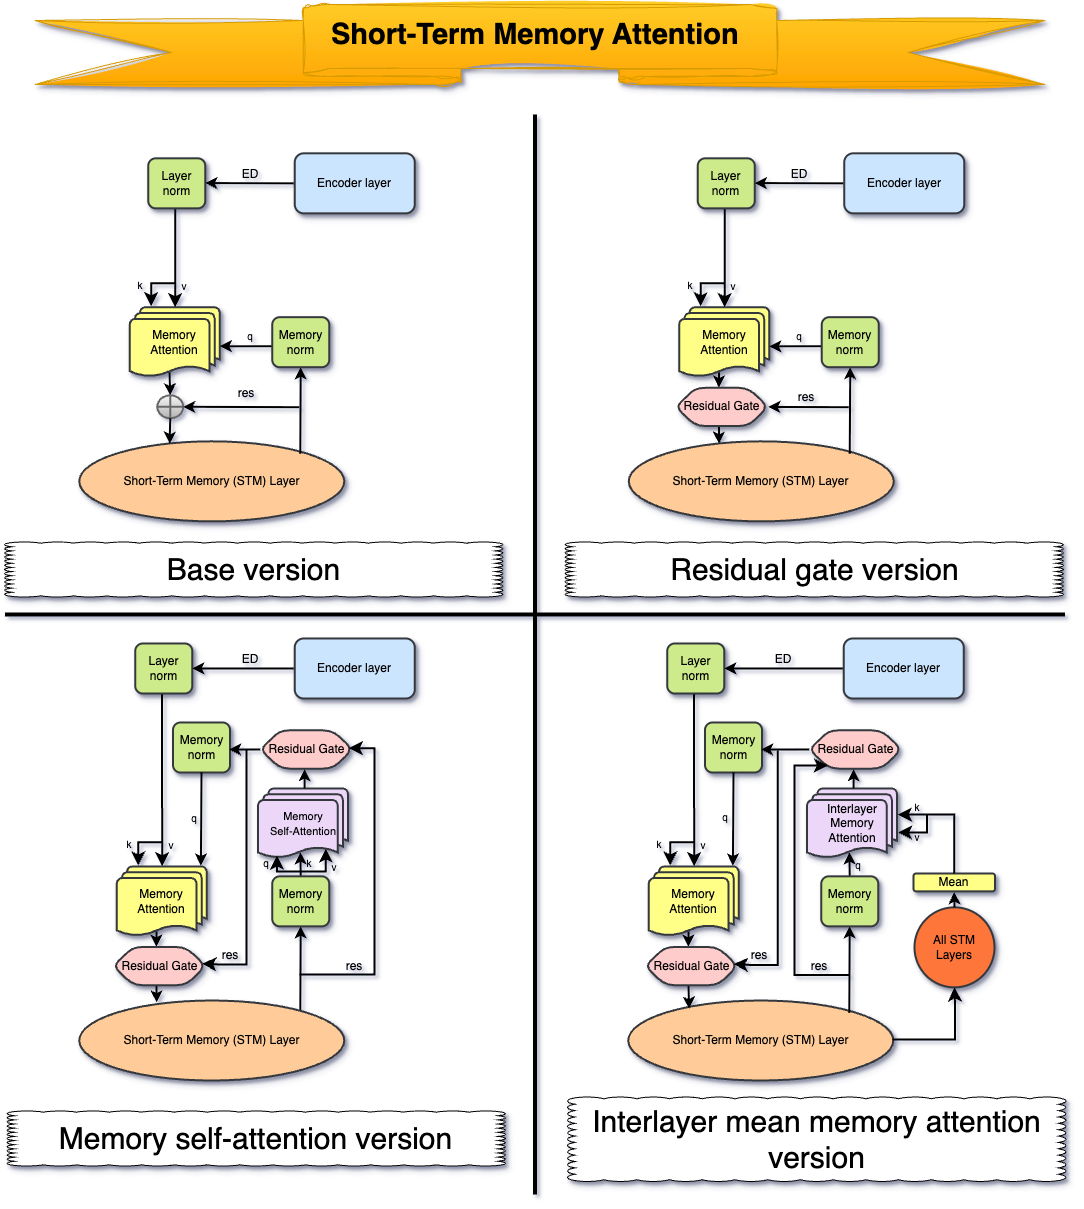 Short-Term Memory Attention
Layer
norm
ED
Encoder layer
k
v
Memory
Attention
q
Memory
norm
res
Short-Term Memory (STM) Layer
Base version
Layer
norm
ED
Encoder layer
k
v
Memory
Attention
q
Memory
norm
Residual Gate
res
Short-Term Memory (STM) Layer
Residual gate version
Layer
norm
ED
Encoder layer
Memory
norm
Residual Gate
q
Memory
Self-Attention
k
v
q
k
v
Memory
Attention
Memory
norm
Residual Gate
res
res
Short-Term Memory (STM) Layer
Memory self-attention version
Layer
norm
ED
Encoder layer
Memory
norm
Residual Gate
q
Interlayer
Memory
Attention
k
v
k
v
q
Memory
Attention
Memory
norm
Mean
Residual Gate
res
res
All STM
Layers
Short-Term Memory (STM) Layer
Interlayer mean memory attention
version